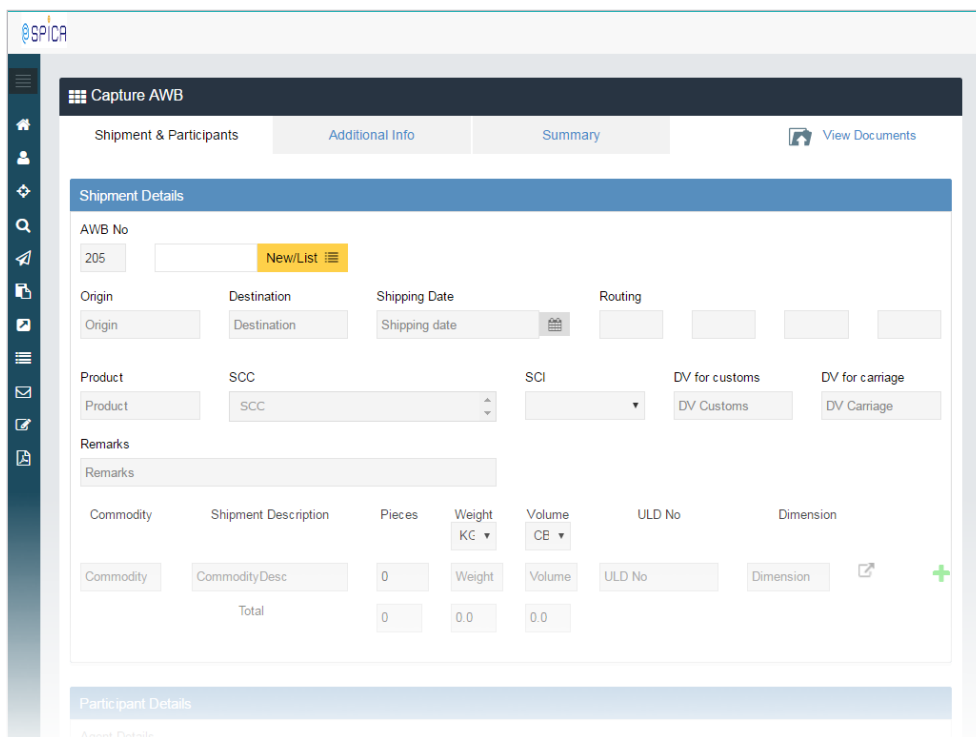 SPICA
Capture AWB
Shipment & Participants Additional Info Summary View Documents
Shipment Details
AWB No
205 New/List
Origin Destination Shipping Date Routing
Origin Destination Shipping date
Product SCC SCI DV for customs DV for carriage
Product SCC DV Customs DV Carriage
Remarks
Remarks
Commodity Shipment Description Pieces Weight Volume ULD No Dimension
KG CB
Commodity CommodityDesc 0 Weight Volume ULD No Dimension
Total 0 0.0 0.0
Participant Details
Asset Details